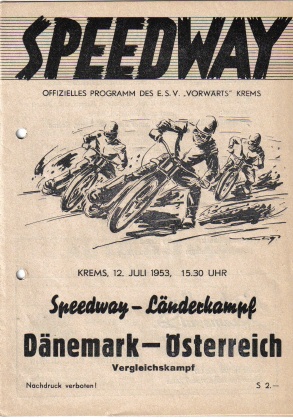 SPEEDWAY
OFFIZIELLES PROGRAMM DES E. S. V. „VORWÄRTS" KREMS
KREMS, 12. JULI 1953, 15.30 UHR
Speedway – Länderkampf
Dänemark – Österreich
Vergleichskampf
Nachdruck verboten! S 2.—